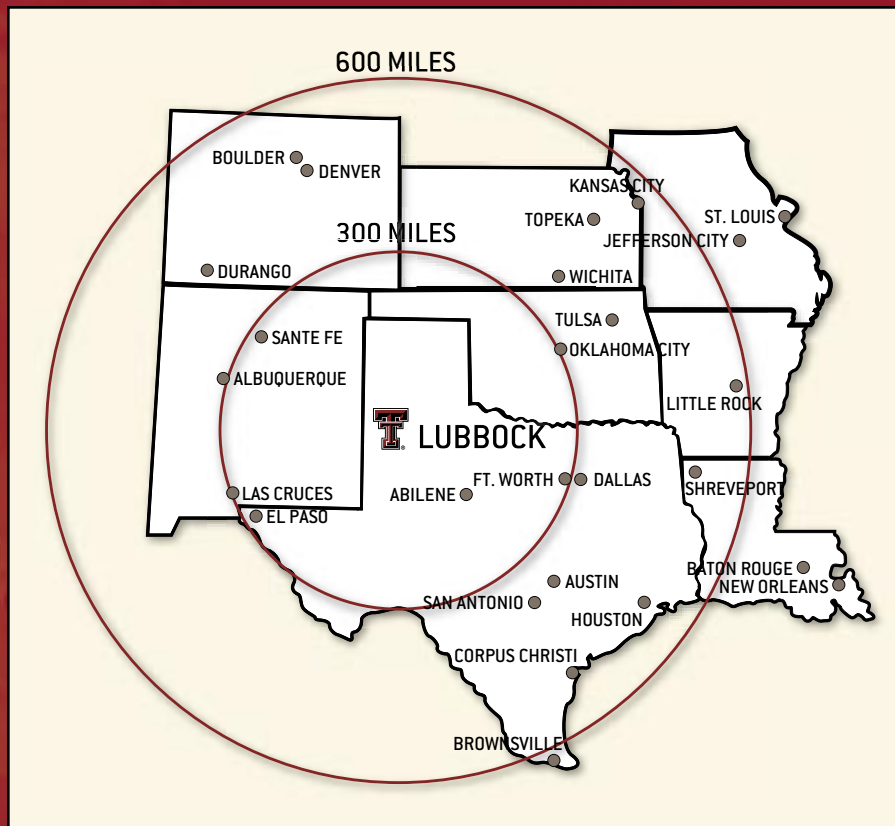 600 MILES
BOULDER
DENVER
KANSAS CITY
TOPEKA
ST. LOUIS
JEFFERSON CITY
300 MILES
DURANGO
WICHITA
TULSA
SANTE FE
OKLAHOMA CITY
ALBUQUERQUE
LITTLE ROCK
LUBBOCK
FT. WORTH
DALLAS
SHREVEPORT
LAS CRUCES
ABILENE
EL PASO
BATON ROUGE
AUSTIN
NEW ORLEANS
SAN ANTONIO
HOUSTON
CORPUS CHRISTI
BROWNSVILLE